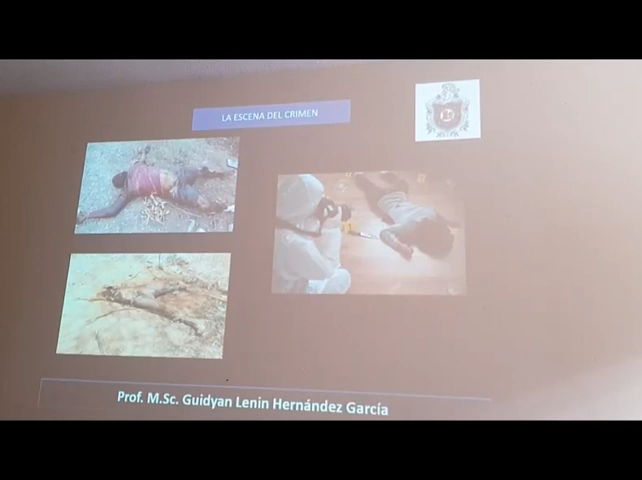 LA ESCENA DEL CRIMEN
Prof. M.Sc. Guidyan Lenin Hernández García